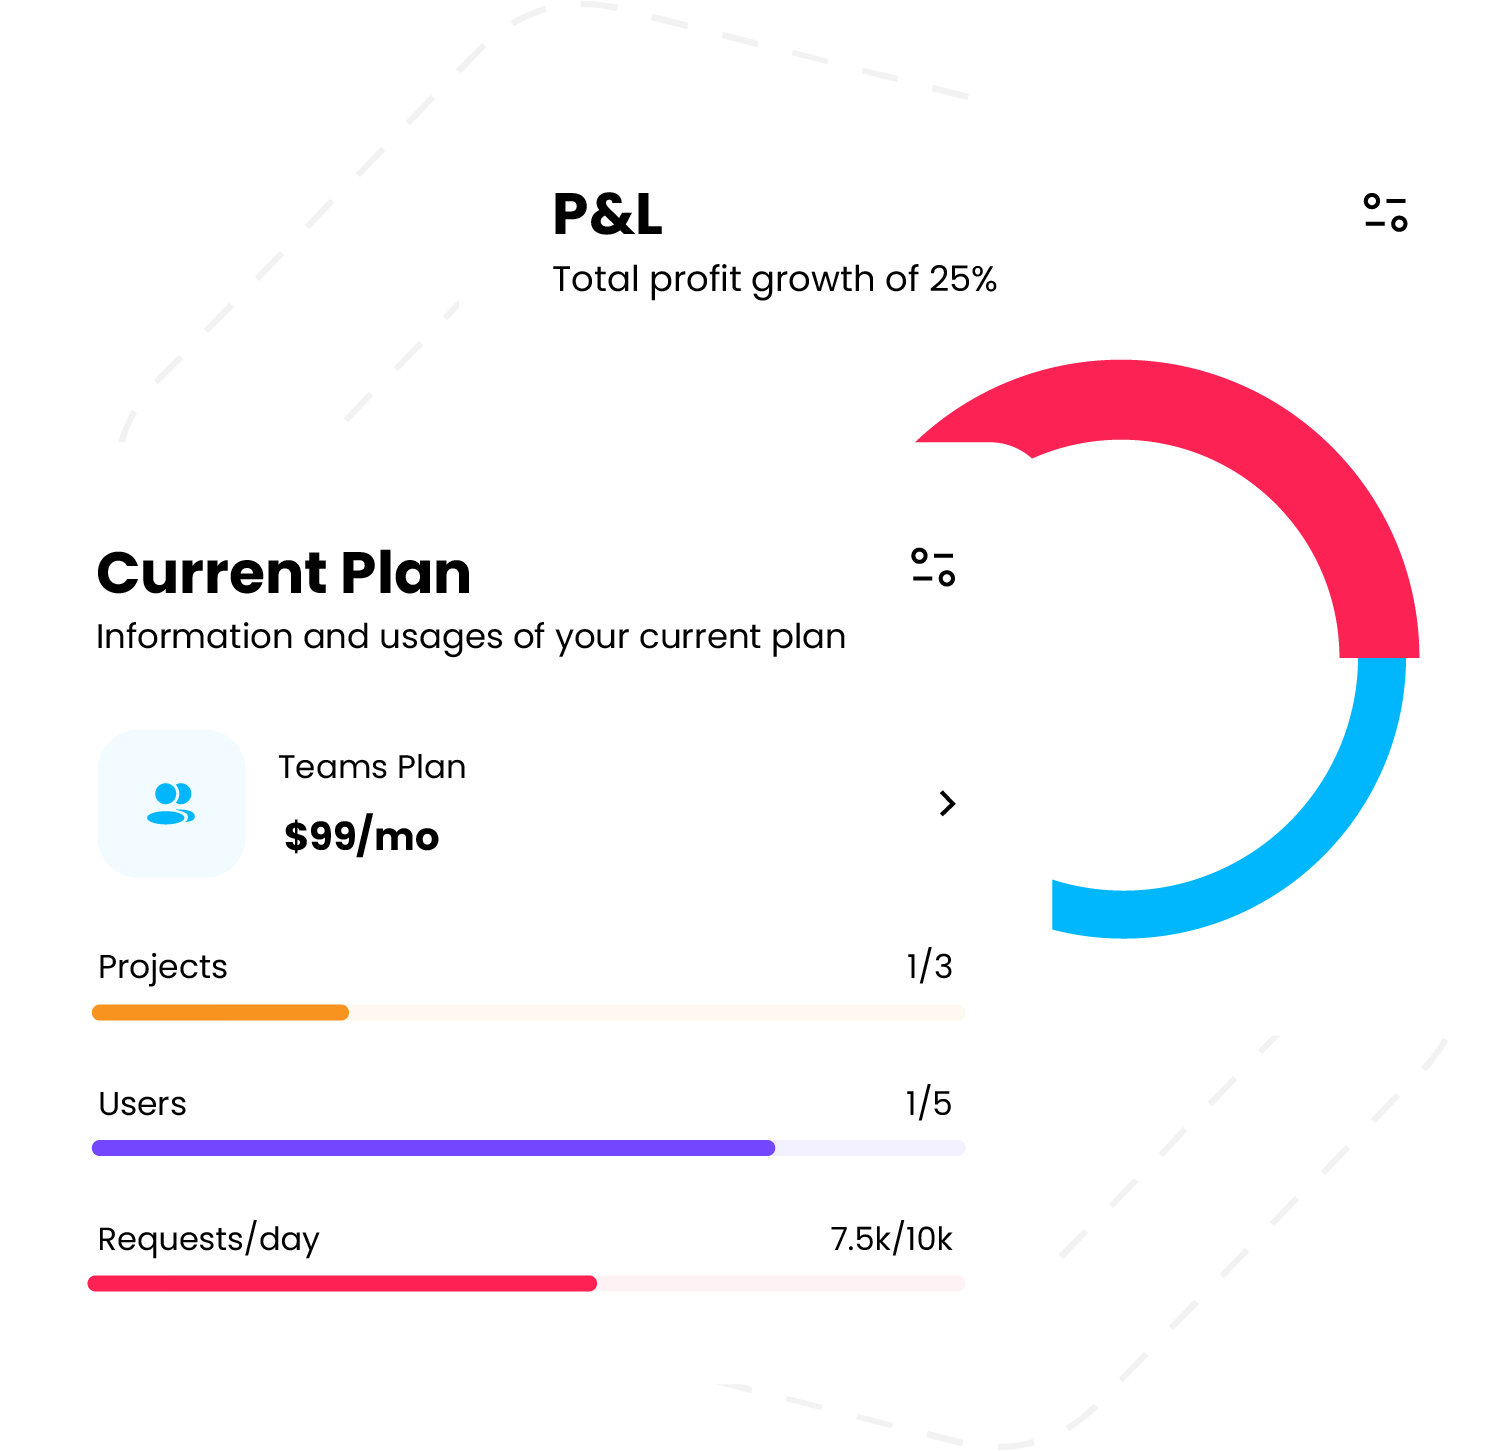 P&L
Total profit growth of 25%
Current Plan
Information and usages of your current plan
Teams Plan
$99/mo
Projects 1/3
Users 1/5
Requests/day 7.5k/10k